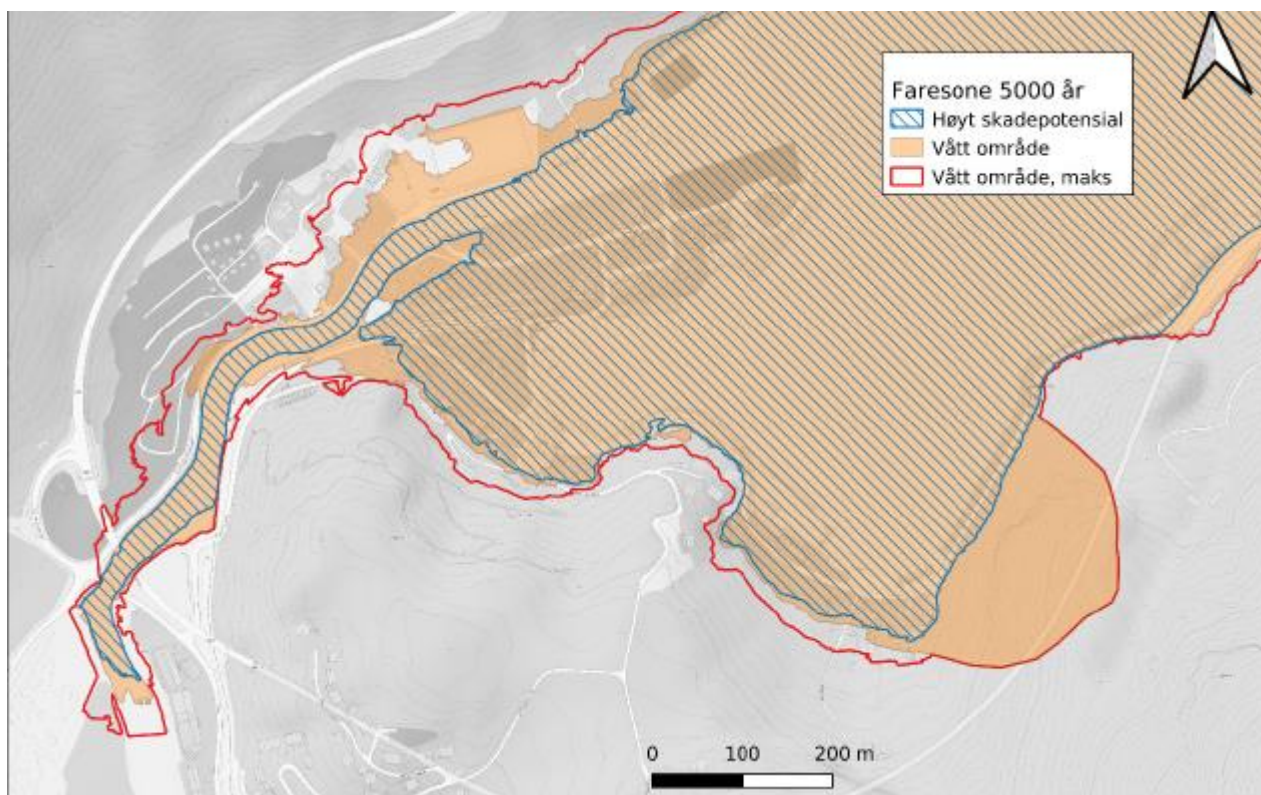 Faresone 5000 år
Høyt skadepotensial
Vått område
Vått område, maks
0 100 200 m